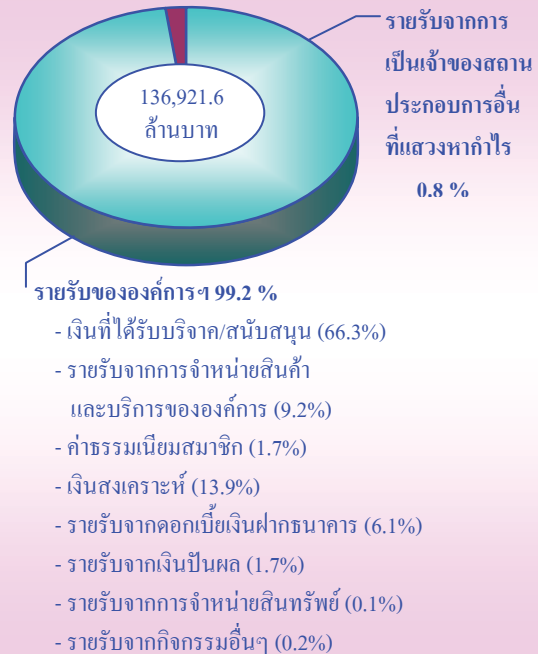 รายรับจากการ
เป็นเจ้าของสถาน
ประกอบการอื่น
ที่แสวงหากำไร
0.8 %
136,921.6
ล้านบาท
รายรับขององค์การฯ 99.2 %
- เงินที่ได้รับบริจาค/สนับสนุน (66.3%)
- รายรับจากการจำหน่ายสินค้า
และบริการขององค์การ (9.2%)
- ค่าธรรมเนียมสมาชิก (1.7%)
- เงินสงเคราะห์ (13.9%)
- รายรับจากดอกเบี้ยเงินฝากธนาคาร (6.1%)
- รายรับจากเงินปันผล (1.7%)
- รายรับจากการจำหน่ายสินทรัพย์ (0.1%)
- รายรับจากกิจกรรมอื่นๆ (0.2%)